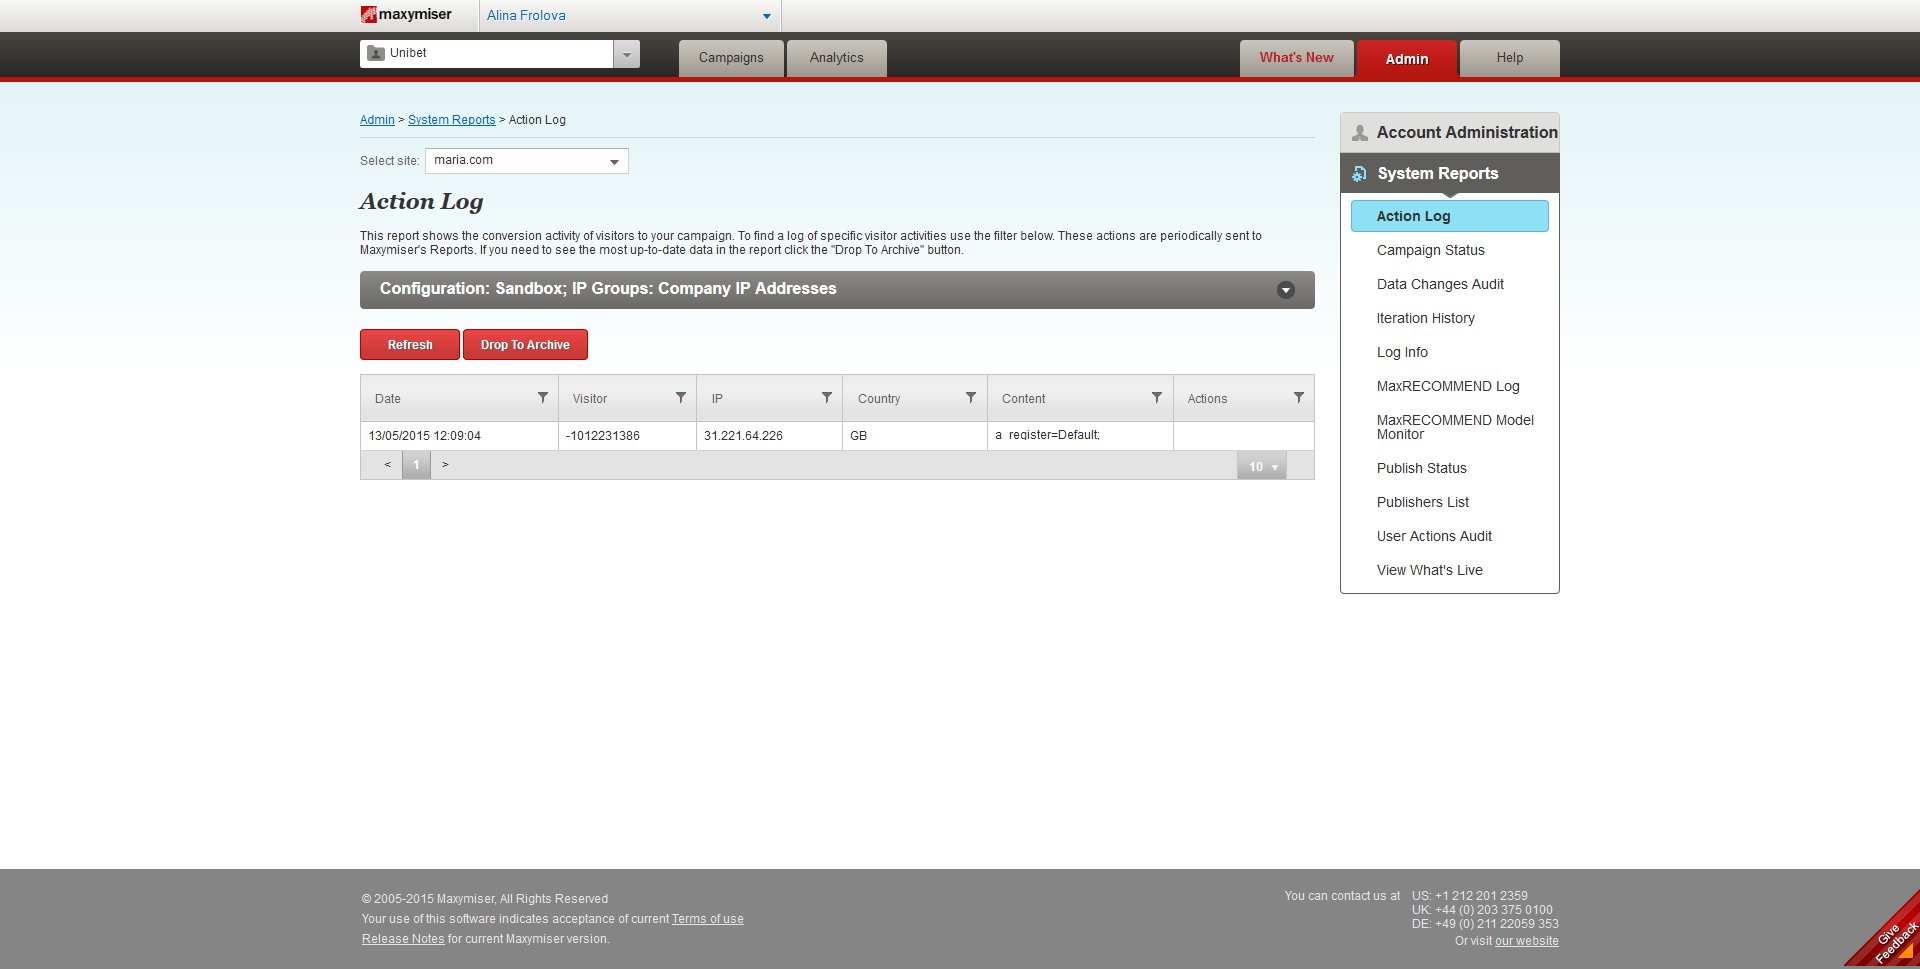 maxymiser
Alina Frolova
Unibet
Campaigns
Analytics
What's New
Admin
Help
Admin > System Reports > Action Log
Select site: maria.com
Action Log
This report shows the conversion activity of visitors to your campaign. To find a log of specific visitor activities use the filter below. These actions are periodically sent to
Maxymiser's Reports. If you need to see the most up-to-date data in the report click the "Drop To Archive" button.
Configuration: Sandbox; IP Groups: Company IP Addresses
Refresh
Drop To Archive
Date Visitor IP Country Content Actions
13/05/2015 12:09:04 -1012231386 31.221.64.226 GB a_register=Default;
< 1 > 10
Account Administration
System Reports
Action Log
Campaign Status
Data Changes Audit
Iteration History
Log Info
MaxRECOMMEND Log
MaxRECOMMEND Model
Monitor
Publish Status
Publishers List
User Actions Audit
View What's Live
© 2005-2015 Maxymiser, All Rights Reserved
Your use of this software indicates acceptance of current Terms of use
Release Notes for current Maxymiser version.
You can contact us at US: +1 212 201 2359
UK: +44 (0) 203 375 0100
DE: +49 (0) 211 22059 353
Or visit our website
Give
Feedback